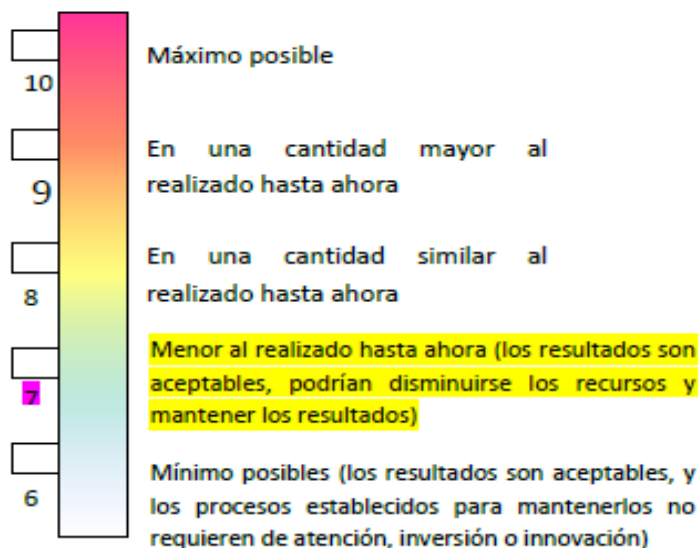 Máximo posible
10
En una cantidad mayor al
9 realizado hasta ahora
En una cantidad similar al
8 realizado hasta ahora
Menor al realizado hasta ahora (los resultados son
7 aceptables, podrían disminuirse los recursos y
mantener los resultados)
Mínimo posibles (los resultados son aceptables, y
6 los procesos establecidos para mantenerlos no
requieren de atención, inversión o innovación)